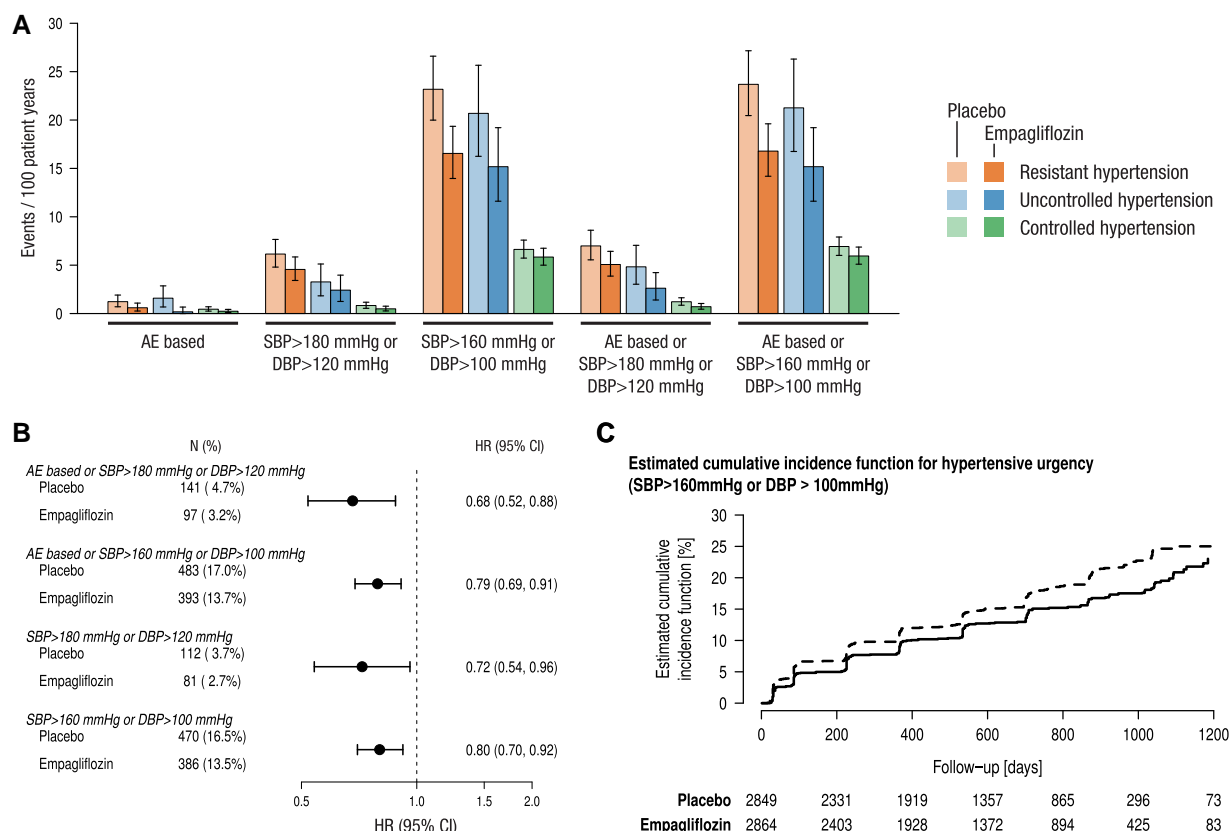 A
30
25
20
15
10
5
0
Events / 100 patient years
AE based
SBP>180 mmHg or
DBP>120 mmHg
SBP>160 mmHg or
DBP>100 mmHg
AE based or
SBP>180 mmHg or
DBP>120 mmHg
AE based or
SBP>160 mmHg or
DBP>100 mmHg
Placebo
Empagliflozin
Resistant hypertension
Uncontrolled hypertension
Controlled hypertension
B
N (%) HR (95% CI)
AE based or SBP>180 mmHg or DBP>120 mmHg
Placebo 141 ( 4.7%)
0.68 (0.52, 0.88)
Empagliflozin 97 ( 3.2%)
AE based or SBP>160 mmHg or DBP>100 mmHg
Placebo 483 (17.0%)
0.79 (0.69, 0.91)
Empagliflozin 393 (13.7%)
SBP>180 mmHg or DBP>120 mmHg
Placebo 112 ( 3.7%)
0.72 (0.54, 0.96)
Empagliflozin 81 ( 2.7%)
SBP>160 mmHg or DBP>100 mmHg
Placebo 470 (16.5%)
0.80 (0.70, 0.92)
Empagliflozin 386 (13.5%)
0.5 1.0 1.5 2.0
HR (95% CI)
C
Estimated cumulative incidence function for hypertensive urgency
(SBP>160mmHg or DBP > 100mmHg)
Estimated cumulative
incidence function [%]
30
25
20
15
10
5
0
0 200 400 600 800 1000 1200
Follow−up [days]
Placebo 2849 2331 1919 1357 865 296 73
Empagliflozin 2864 2403 1928 1372 894 425 83